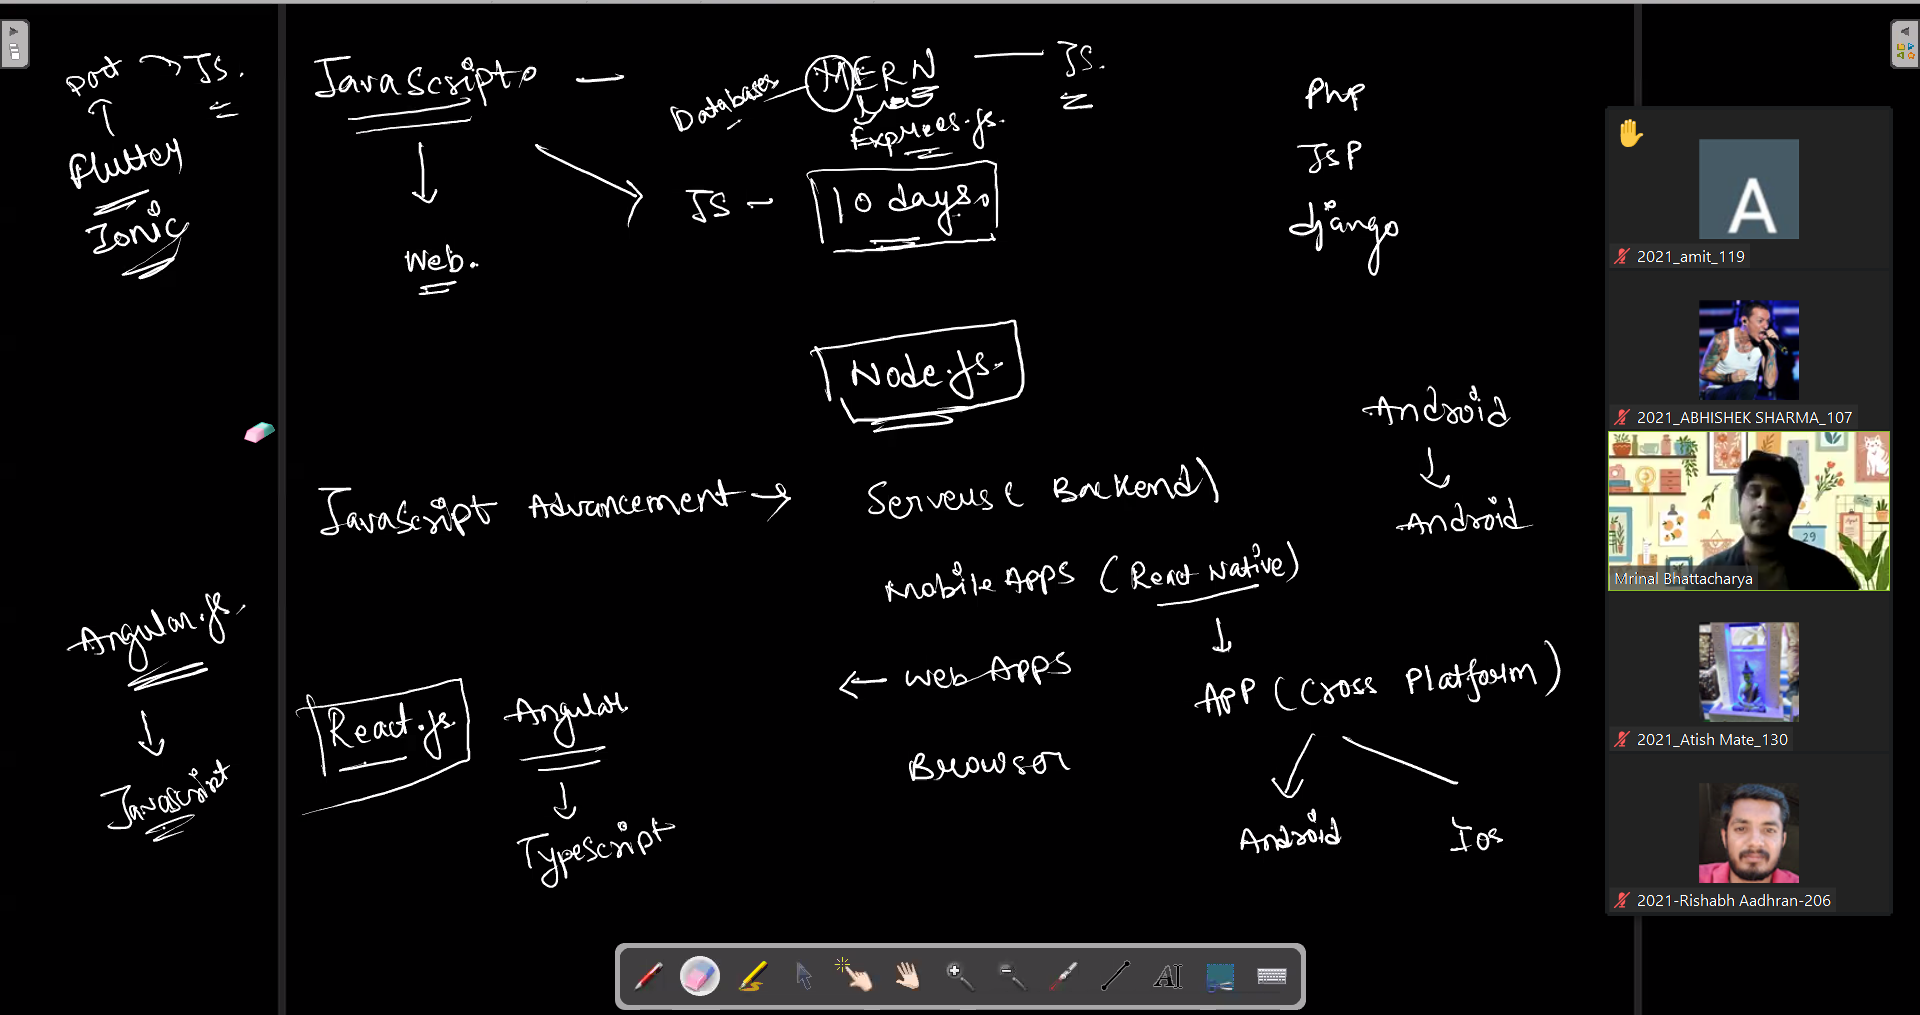 Javascript
Databases
MERN
JS.
Express.js.
Web.
JS - 10 days.
PHP
JSP
django
JS.
Flutter
Ionic
Node.js.
Android
Android
JavaScript Advancement → Servers (Backend)
Mobile Apps (React Native)
App (Cross Platform)
Android
Ios
← Web Apps
Browser
React.js
Angular
TypeScript
Angular.js.
Javascript
A
2021_amit_119
2021_ABHISHEK SHARMA_107
29
Mrinal Bhattacharya
2021_Atish Mate_130
2021-Rishabh Aadhran-206
AI